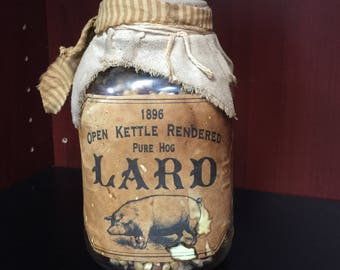 1896
OPEN KETTLE RENDERED
PURE HOG
LARD